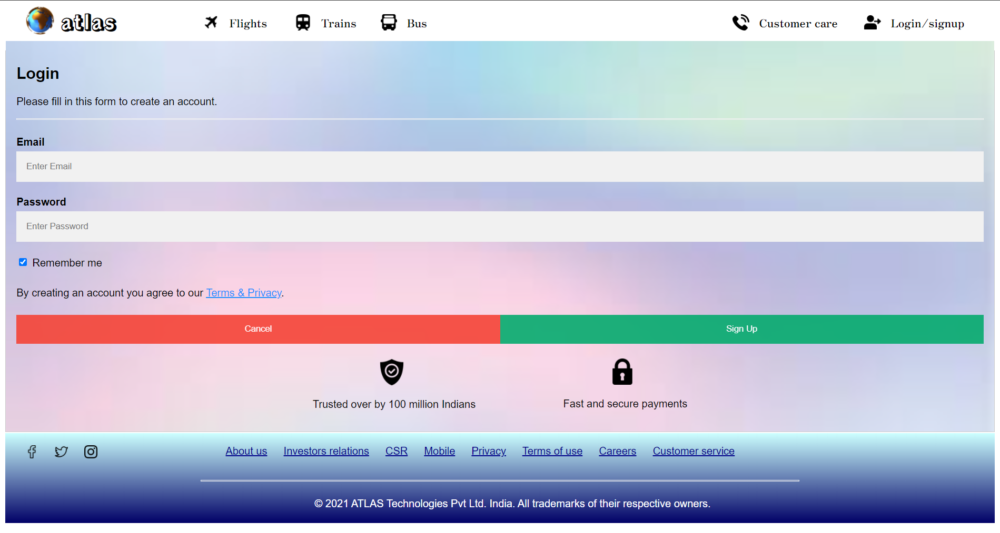 atlas Flights Trains Bus Customer care Login/signup
Login
Please fill in this form to create an account.
Email
Enter Email
Password
Enter Password
Remember me
By creating an account you agree to our Terms & Privacy.
Cancel Sign Up
Trusted over by 100 million Indians Fast and secure payments
About us Investors relations CSR Mobile Privacy Terms of use Careers Customer service
© 2021 ATLAS Technologies Pvt Ltd. India. All trademarks of their respective owners.